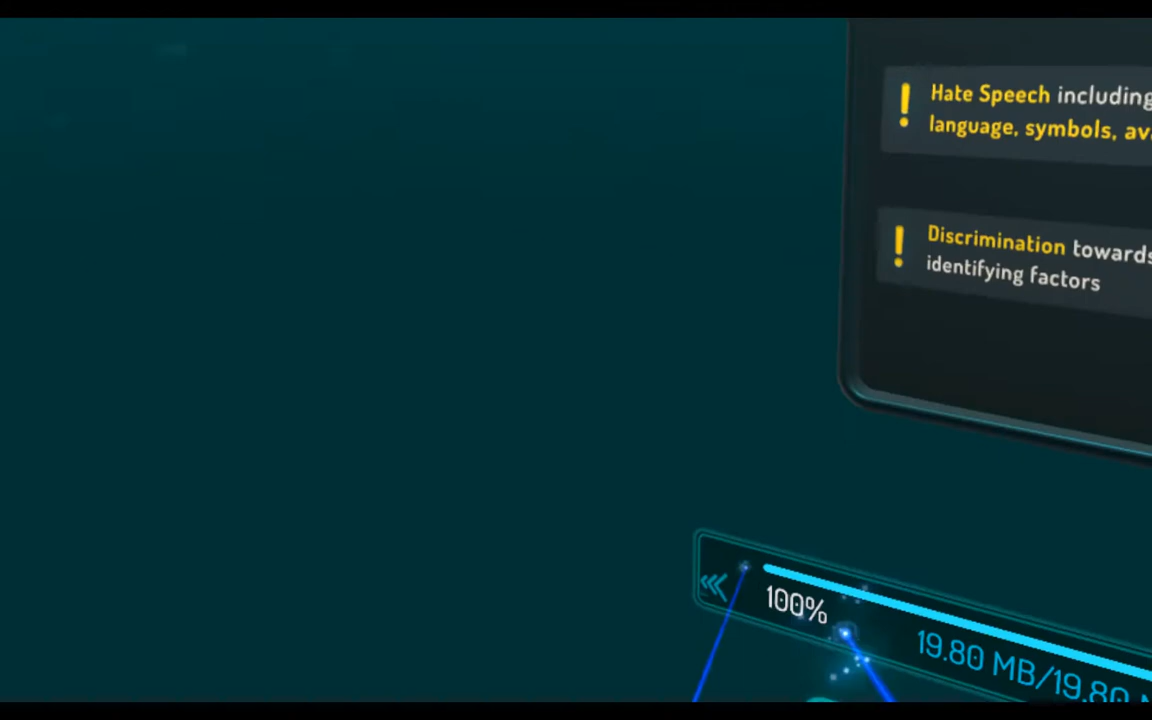 ! Hate Speech including
language, symbols,
! Discrimination towards
identifying factors
100%
19.80 MB/19.80